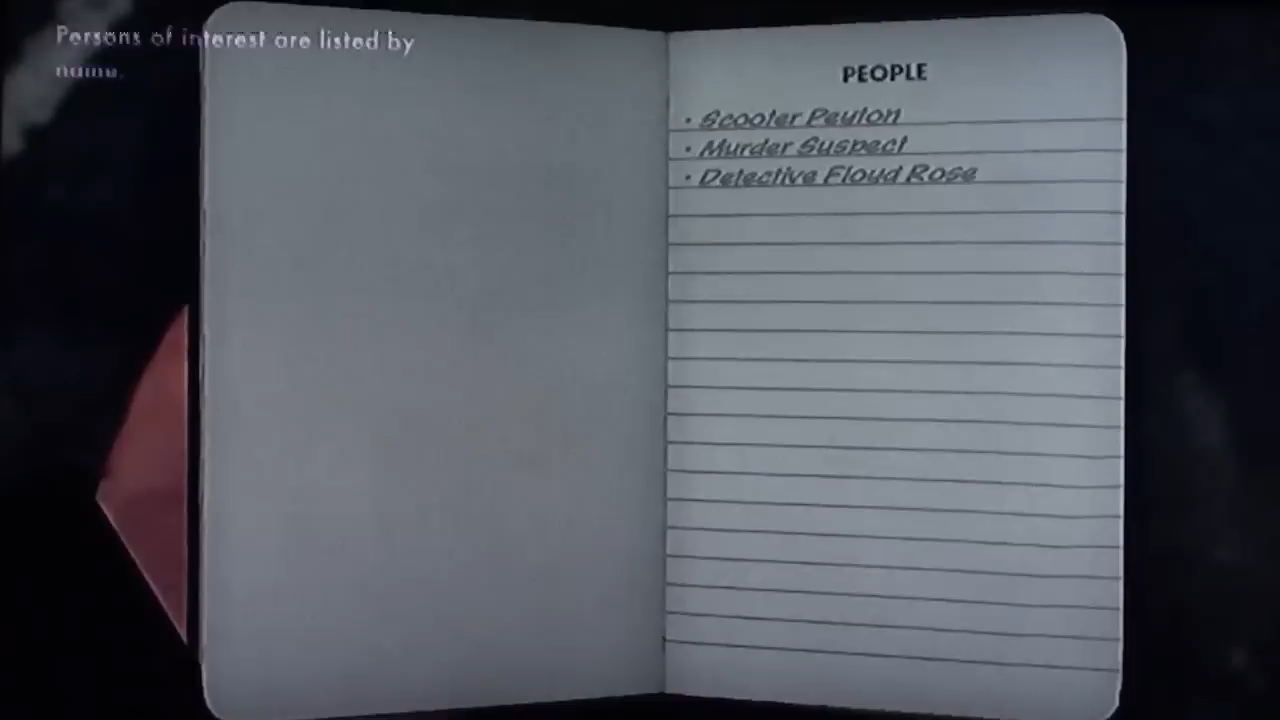 Persons of interest are listed by
name.
PEOPLE
• Scooter Peyton
• Murder Suspect
• Detective Floyd Rose